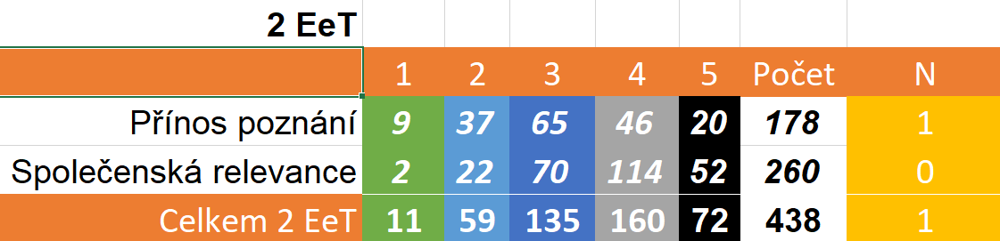 2 EeT
1 2 3 4 5 Počet N
Přínos poznání 9 37 65 46 20 178 1
Společenská relevance 2 22 70 114 52 260 0
Celkem 2 EeT 11 59 135 160 72 438 1